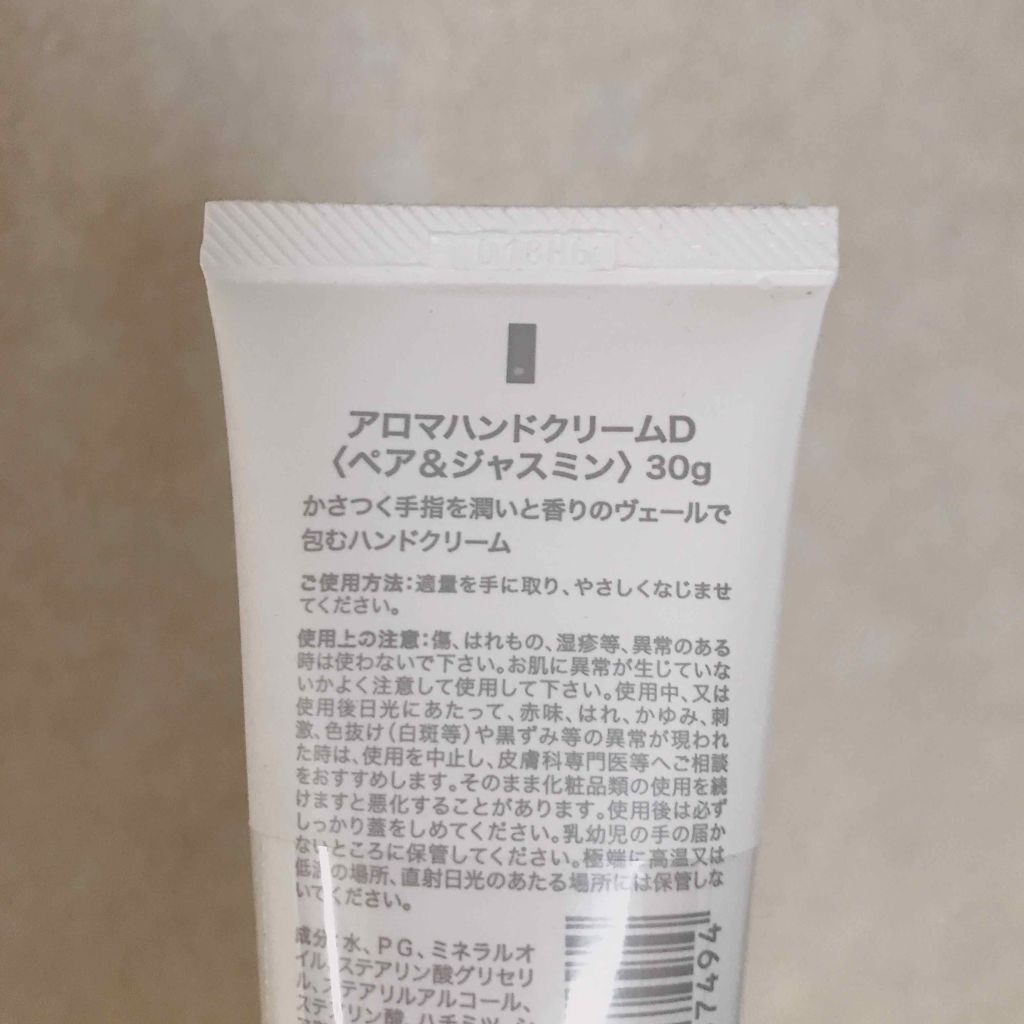 アロマハンドクリームD
〈ペア&ジャスミン〉30g
かさつく手指を潤いと香りのヴェールで
包むハンドクリーム
ご使用方法:適量を手に取り、やさしくなじませ
てください。
使用上の注意:傷、はれもの、湿疹等、異常のある
時は使わないで下さい。お肌に異常が生じていな
いかよく注意して使用して下さい。使用中、又は
使用後日光にあたって、赤味、はれ、かゆみ、刺
激、色抜け(白斑等)や黒ずみ等の異常が現われ
た時は、使用を中止し、皮膚科専門医等へご相談
をおすすめします。そのまま化粧品類の使用を続
けますと悪化することがあります。使用後は必ず
しっかり蓋をしめてください。乳幼児の手の届か
ないところに保管してください。極端に高温又は
低温の場所、直射日光のあたる場所には保管しな
いでください。
成分:水、PG、ミネラルオ
イル、ステアリン酸グリセリ
ル、ステアリルアルコール、
ステアリン酸、ハチミツ、シ